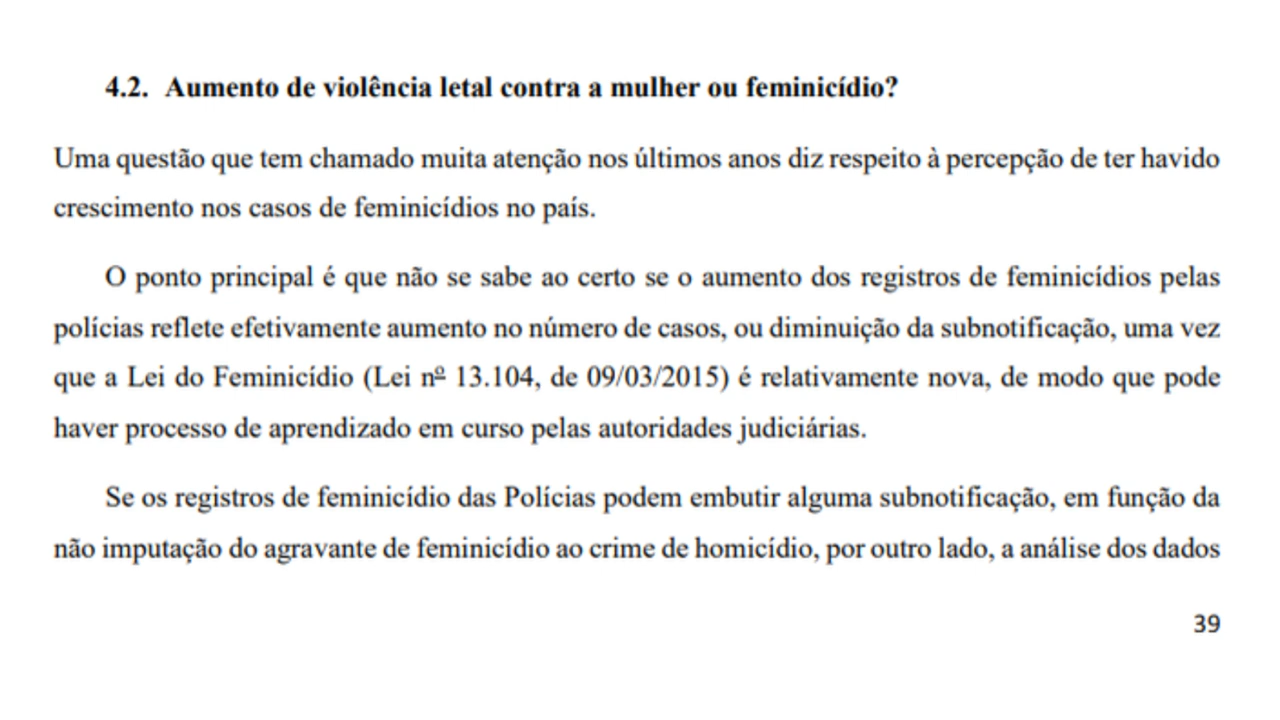 4.2. Aumento de violência letal contra a mulher ou feminicídio?
Uma questão que tem chamado muita atenção nos últimos anos diz respeito à percepção de ter havido
crescimento nos casos de feminicídios no país.
O ponto principal é que não se sabe ao certo se o aumento dos registros de feminicídios pelas
polícias reflete efetivamente aumento no número de casos, ou diminuição da subnotificação, uma vez
que a Lei do Feminicídio (Lei nº 13.104, de 09/03/2015) é relativamente nova, de modo que pode
haver processo de aprendizado em curso pelas autoridades judiciárias.
Se os registros de feminicídio das Polícias podem embutir alguma subnotificação, em função da
não imputação do agravante de feminicídio ao crime de homicídio, por outro lado, a análise dos dados
39